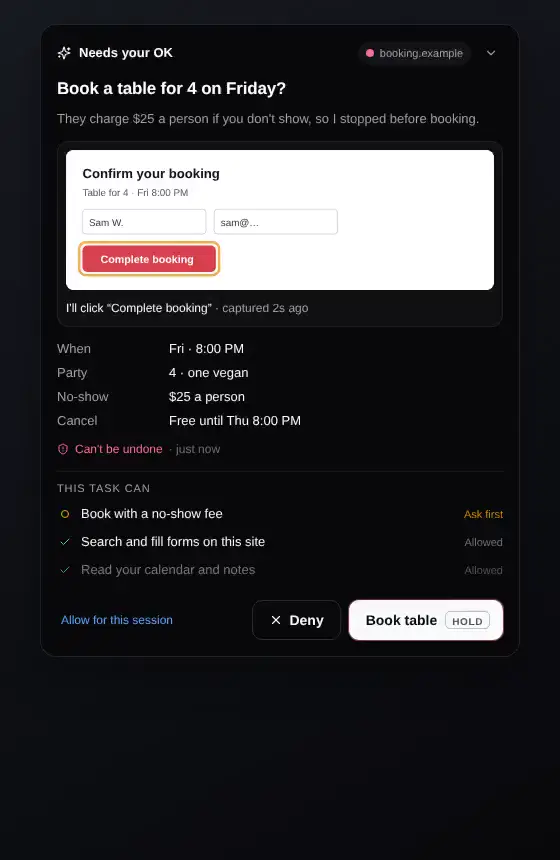 Needs your OK
booking.example
Book a table for 4 on Friday?
They charge $25 a person if you don't show, so I stopped before booking.
Confirm your booking
Table for 4 · Fri 8:00 PM
Sam W.
sam@...
Complete booking
I'll click “Complete booking” · captured 2s ago
When Fri · 8:00 PM
Party 4 · one vegan
No-show $25 a person
Cancel Free until Thu 8:00 PM
Can't be undone · just now
THIS TASK CAN
Book with a no-show fee Ask first
Search and fill forms on this site Allowed
Read your calendar and notes Allowed
Allow for this session
Deny
Book table HOLD